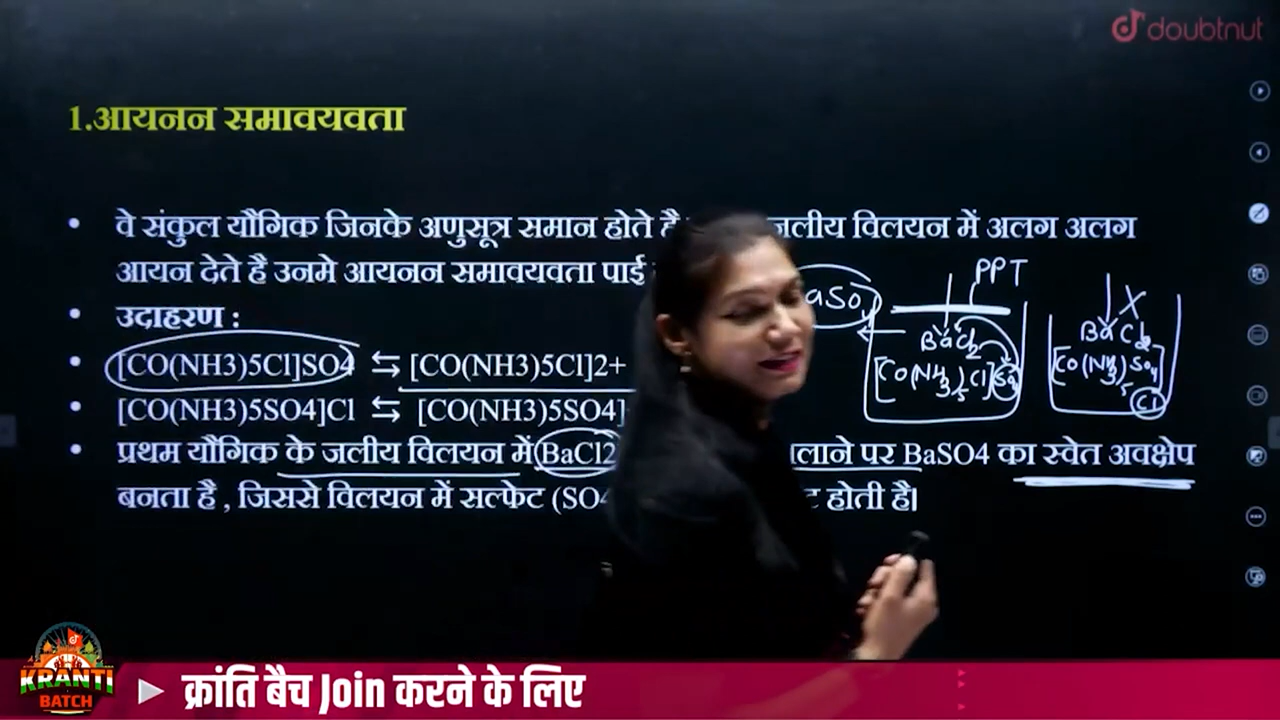 doubtnut
1.आयनन समावयवता
• वे संकुल यौगिक जिनके अणुसूत्र समान होते है जलीय विलयन में अलग अलग
आयन देते है उनमे आयनन समावयवता पाई
• उदाहरण :
• [CO(NH3)5Cl]SO4 ⇆ [CO(NH3)5Cl]2+
• [CO(NH3)5SO4]Cl ⇆ [CO(NH3)5SO4]
• प्रथम यौगिक के जलीय विलयन में BaCl2 लाने पर BaSO4 का स्वेत अवक्षेप
बनता है , जिससे विलयन में सल्फेट (SO4 होती है।
aSO4
PPT
BaCl2
[CO(NH3)5Cl]SO4
X
BaCl2
[CO(NH3)5SO4]
Cl
KRANTI
BATCH
क्रांति बैच Join करने के लिए